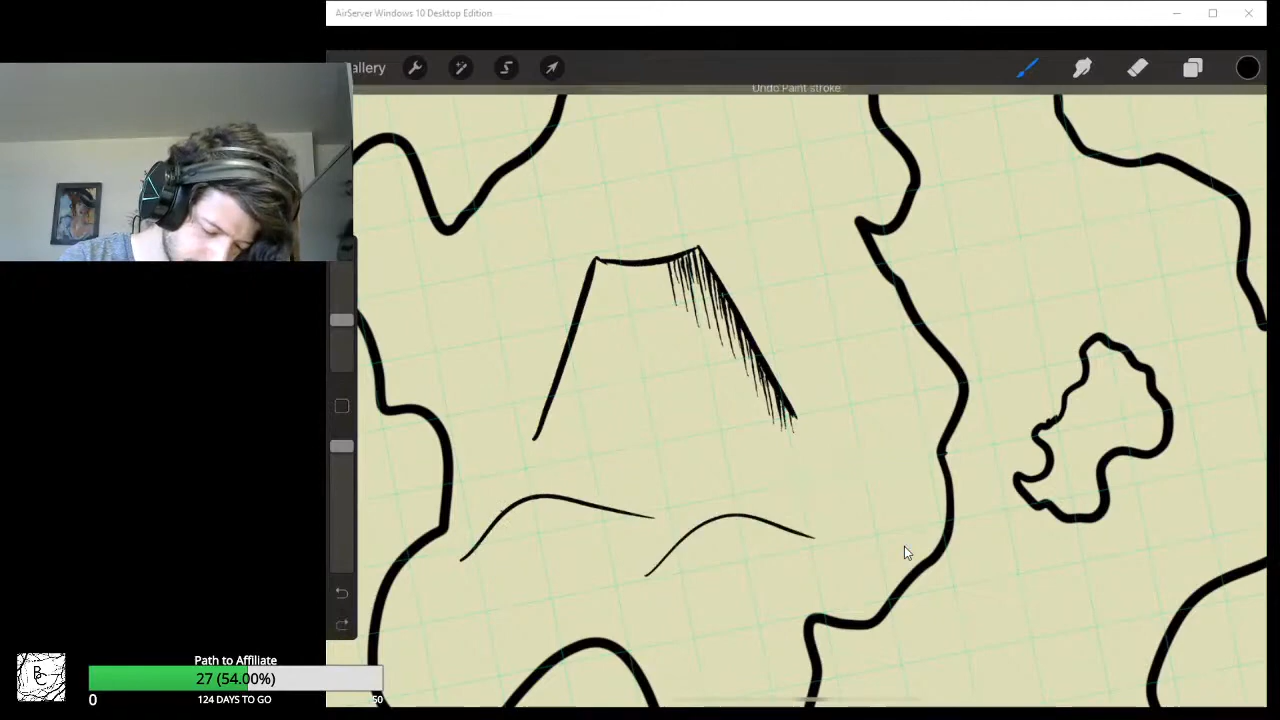 AirServer Windows 10 Desktop Edition
allery
Undo Paint stroke
Path to Affiliate
27 (54.00%)
0
124 DAYS TO GO
50